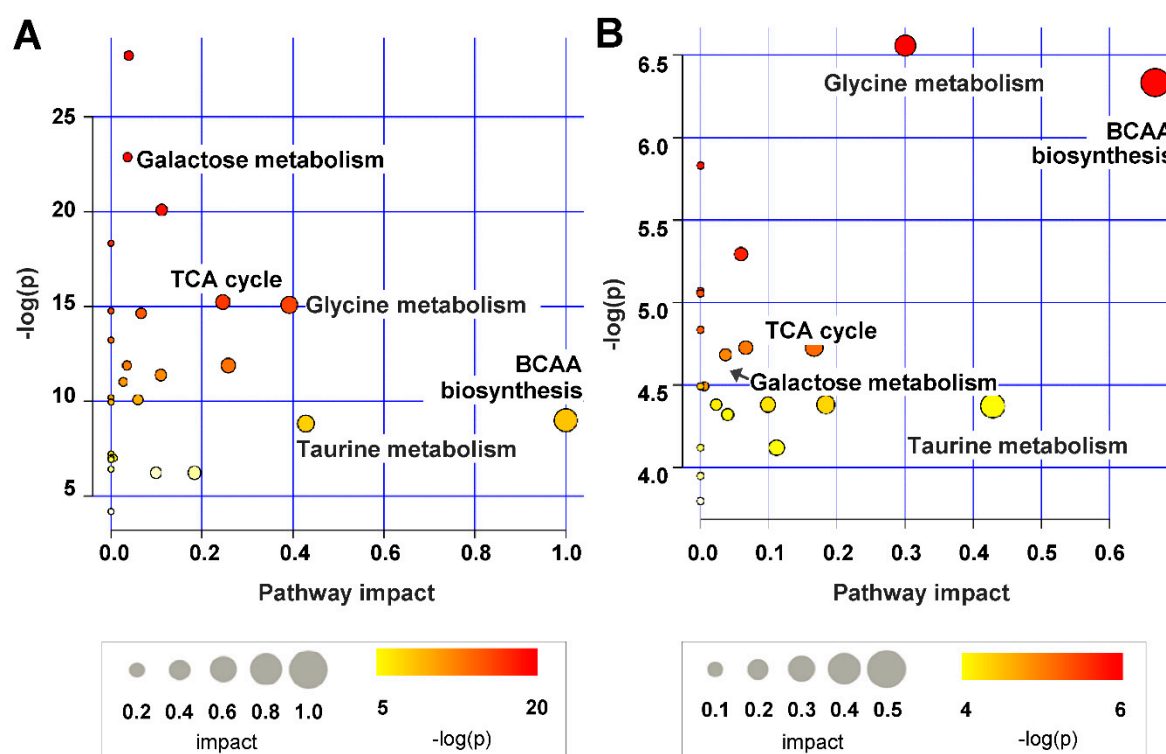 A
25
20
15
10
5
-log(p)
Galactose metabolism
TCA cycle
Glycine metabolism
BCAA
biosynthesis
Taurine metabolism
0.0 0.2 0.4 0.6 0.8 1.0
Pathway impact
0.2 0.4 0.6 0.8 1.0
impact
5 20
-log(p)
B
6.5
6.0
5.5
5.0
4.5
4.0
-log(p)
Glycine metabolism
BCAA
biosynthesis
TCA cycle
Galactose metabolism
Taurine metabolism
0.0 0.1 0.2 0.3 0.4 0.5 0.6
Pathway impact
0.1 0.2 0.3 0.4 0.5
impact
4 6
-log(p)